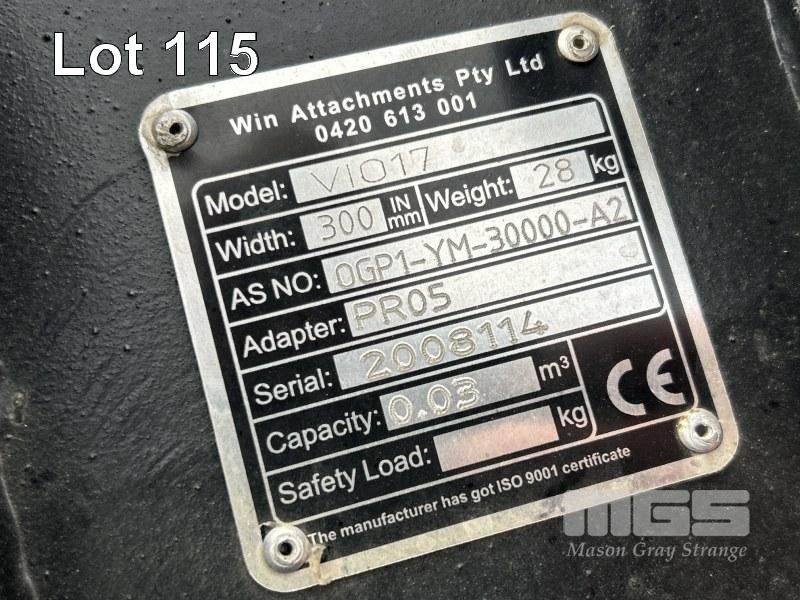 Lot 115
Win Attachments Pty Ltd
0420 613 001
Model: VIO17
Width: 300 IN mm Weight: 28 kg
AS NO: 0GP1-YM-30000-A2
Adapter: PR05
Serial: 2008114
Capacity: 0.03 m³
Safety Load: kg
CE
The manufacturer has got ISO 9001 certificate
MGS
Mason Gray Strange